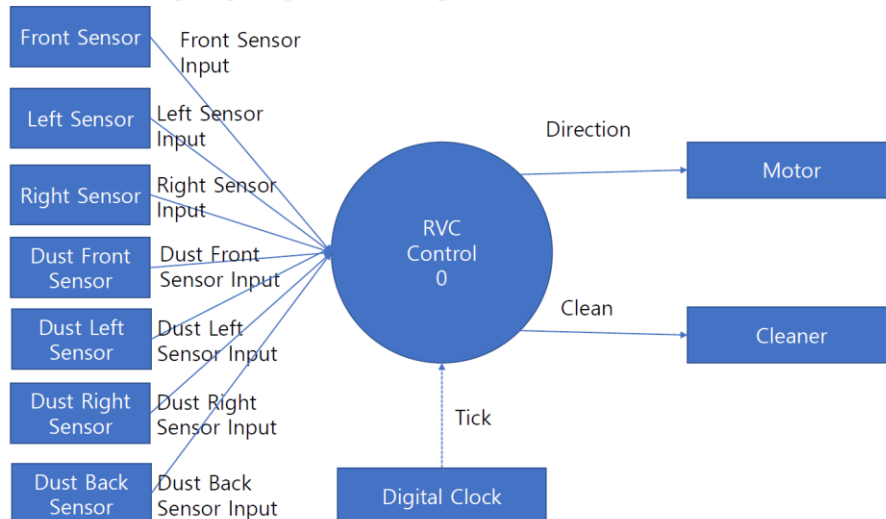 Front Sensor
Front Sensor
Input
Left Sensor
Left Sensor
Input
Right Sensor
Right Sensor
Input
Dust Front
Sensor
Dust Front
Sensor Input
Dust Left
Sensor
Dust Left
Sensor Input
Dust Right
Sensor
Dust Right
Sensor Input
Dust Back
Sensor
Dust Back
Sensor Input
RVC
Control
0
Direction
Motor
Clean
Cleaner
Tick
Digital Clock